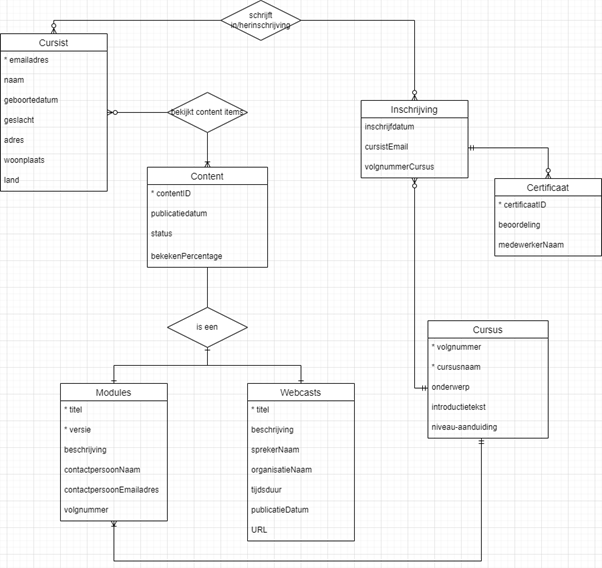 schrijft
in/herinschrijving
Cursist
* emailadres
naam
geboortedatum
geslacht
adres
woonplaats
land
bekijkt content items
Inschrijving
inschrijfdatum
cursistEmail
volgnummerCursus
Content
* contentID
publicatiedatum
status
bekekenPercentage
Certificaat
* certificaatID
beoordeling
medewerkerNaam
is een
Cursus
* volgnummer
* cursusnaam
onderwerp
introductietekst
niveau-aanduiding
Modules
* titel
* versie
beschrijving
contactpersoonNaam
contactpersoonEmailadres
volgnummer
Webcasts
* titel
beschrijving
sprekerNaam
organisatieNaam
tijdsduur
publicatieDatum
URL